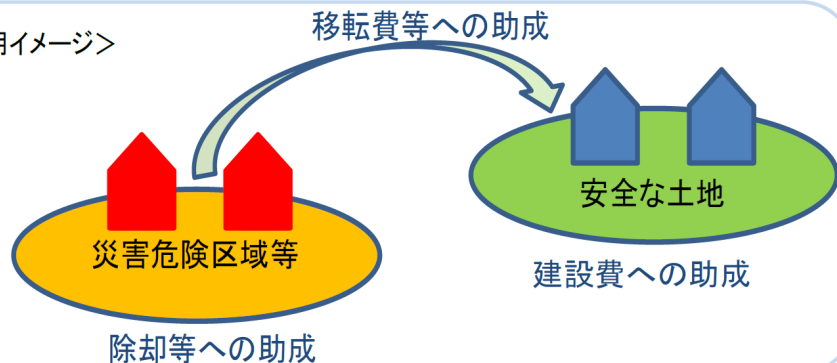 移転費等への助成
用イメージ＞
安全な土地
災害危険区域等
建設費への助成
除却等への助成